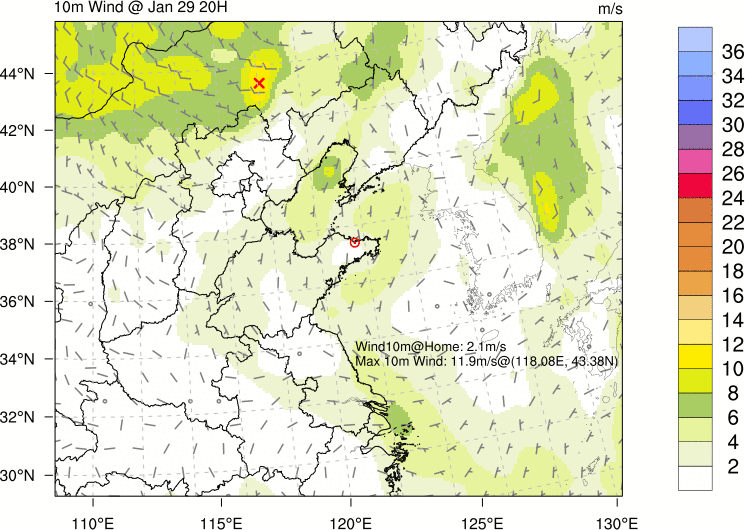 10m Wind @ Jan 29 20H
m/s
44°N
42°N
40°N
38°N
36°N
34°N
32°N
30°N
110°E
115°E
120°E
125°E
130°E
Wind10m@Home: 2.1m/s
Max 10m Wind: 11.9m/s@(118.08E, 43.38N)
36
34
32
30
28
26
24
22
20
18
16
14
12
10
8
6
4
2